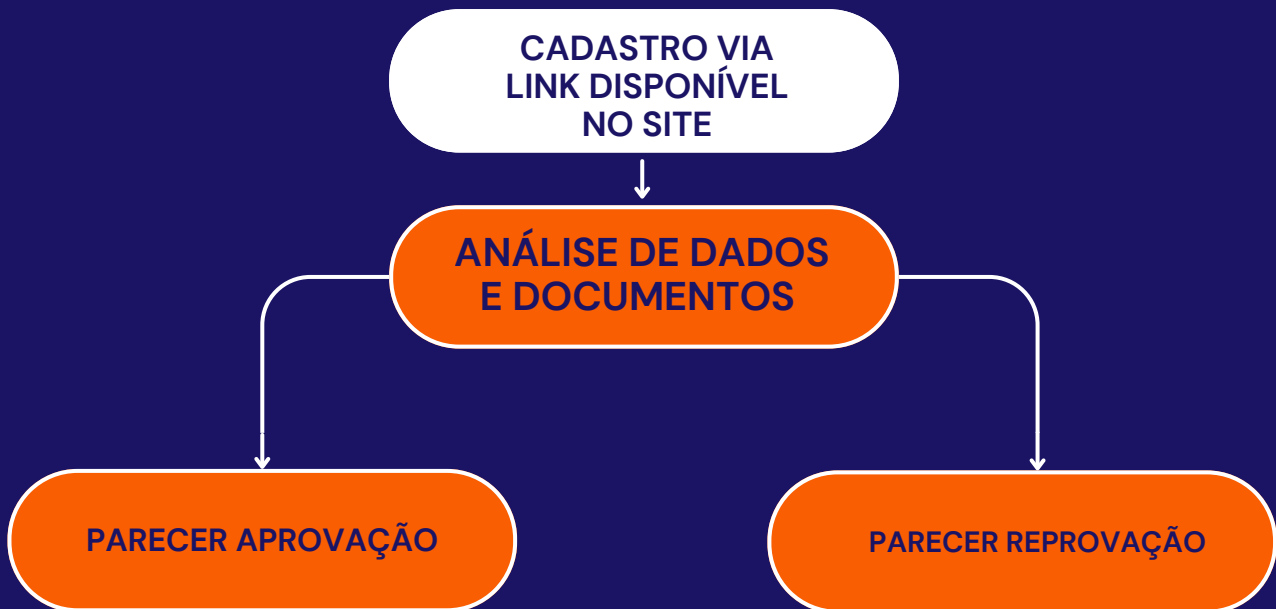 CADASTRO VIA
LINK DISPONÍVEL
NO SITE
ANÁLISE DE DADOS
E DOCUMENTOS
PARECER APROVAÇÃO
PARECER REPROVAÇÃO